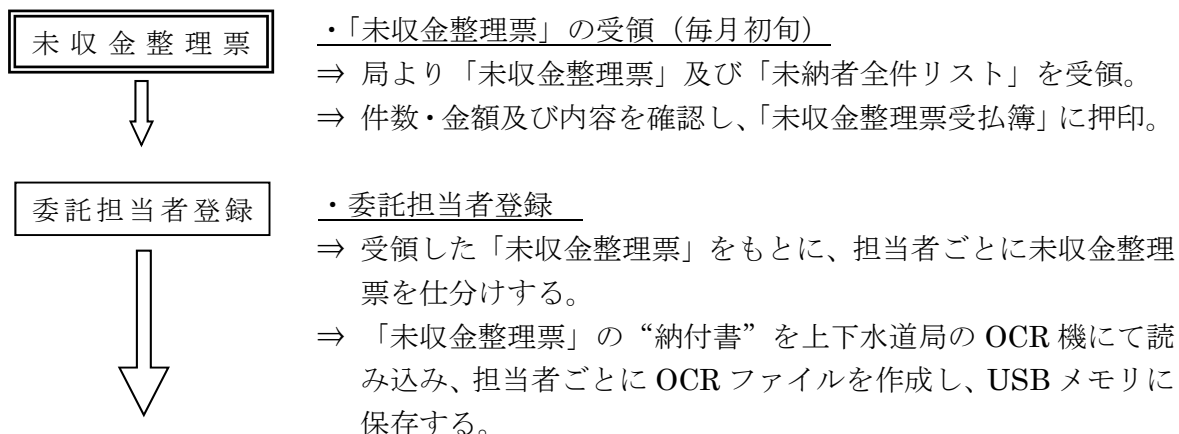 未収金整理票
・「未収金整理票」の受領（毎月初旬）
⇒ 局より「未収金整理票」及び「未納者全件リスト」を受領。
⇒ 件数・金額及び内容を確認し、「未収金整理票受払簿」に押印。
委託担当者登録
・委託担当者登録
⇒ 受領した「未収金整理票」をもとに、担当者ごとに未収金整理
票を仕分けする。
⇒ 「未収金整理票」の“納付書”を上下水道局の OCR 機にて読
み込み、担当者ごとに OCR ファイルを作成し、USB メモリに
保存する。